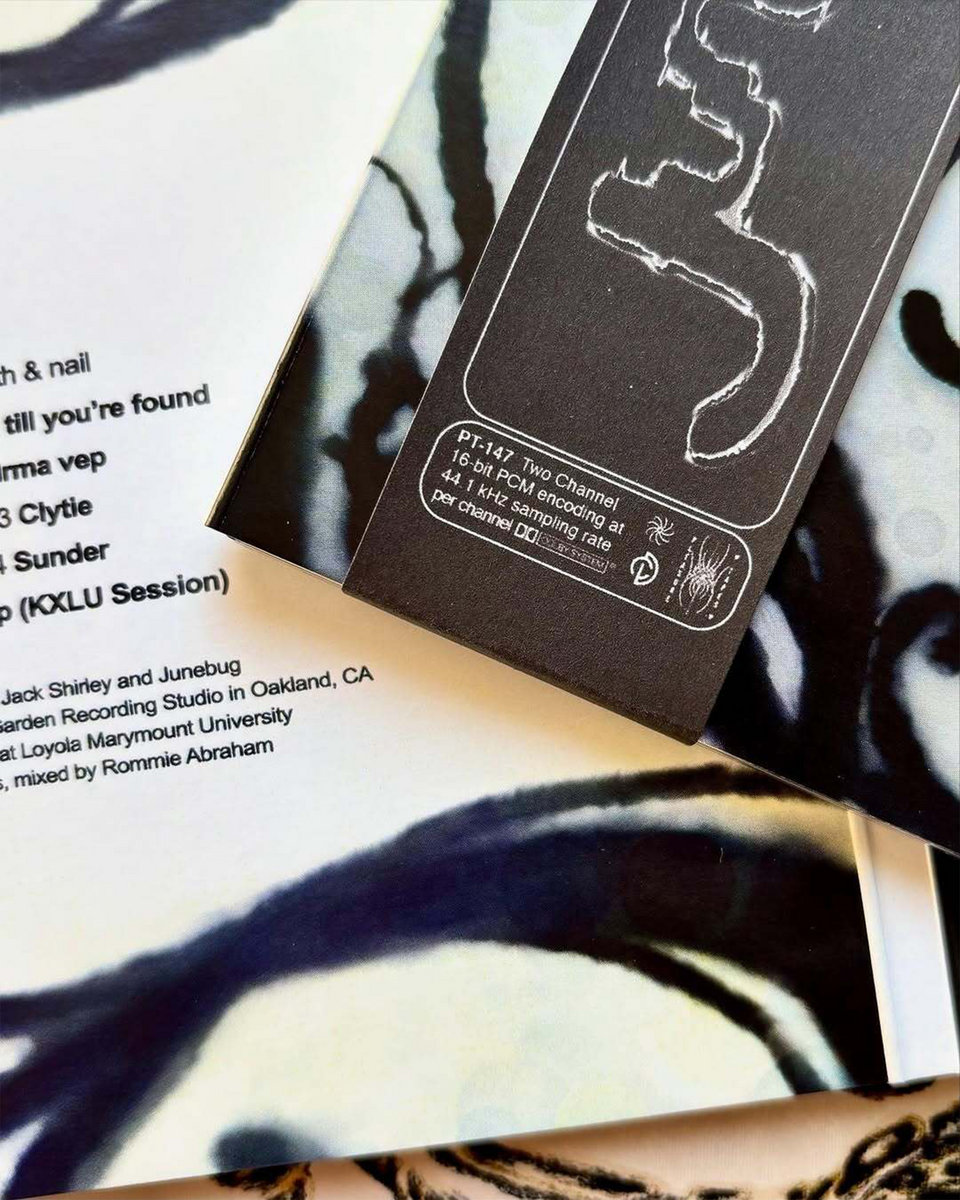 th & nail
till you're found
Irma vep
3 Clytie
4 Sunder
p (KXLU Session)
Jack Shirley and Junebug
Garden Recording Studio in Oakland, CA
at Loyola Marymount University
s, mixed by Rommie Abraham
PT-147 Two Channel
16-bit PCM encoding at
44.1 kHz sampling rate
per channel DOLBY SYSTEM®